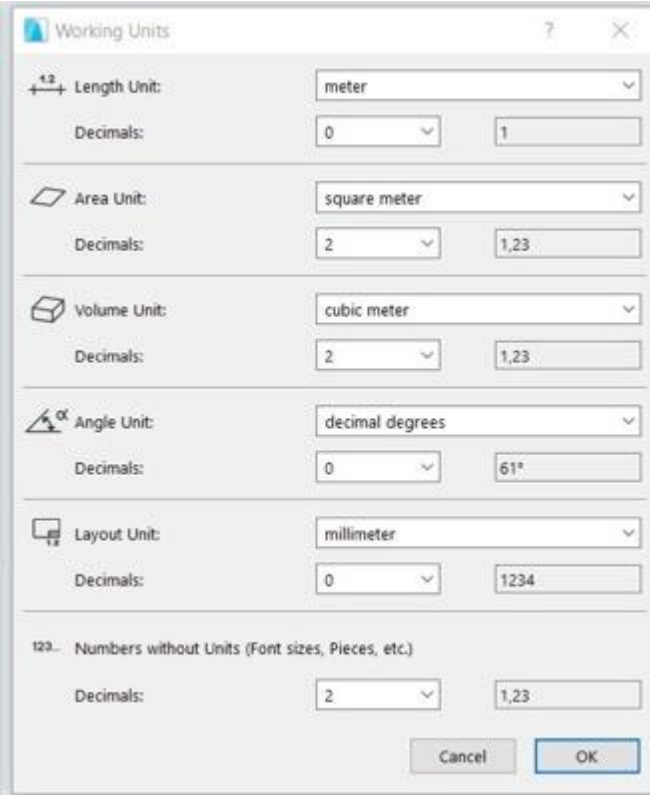 Working Units ?
1.2 Length Unit: meter
Decimals: 0 1
Area Unit: square meter
Decimals: 2 1,23
Volume Unit: cubic meter
Decimals: 2 1,23
α Angle Unit: decimal degrees
Decimals: 0 61°
Layout Unit: millimeter
Decimals: 0 1234
123... Numbers without Units (Font sizes, Pieces, etc.)
Decimals: 2 1,23
Cancel OK